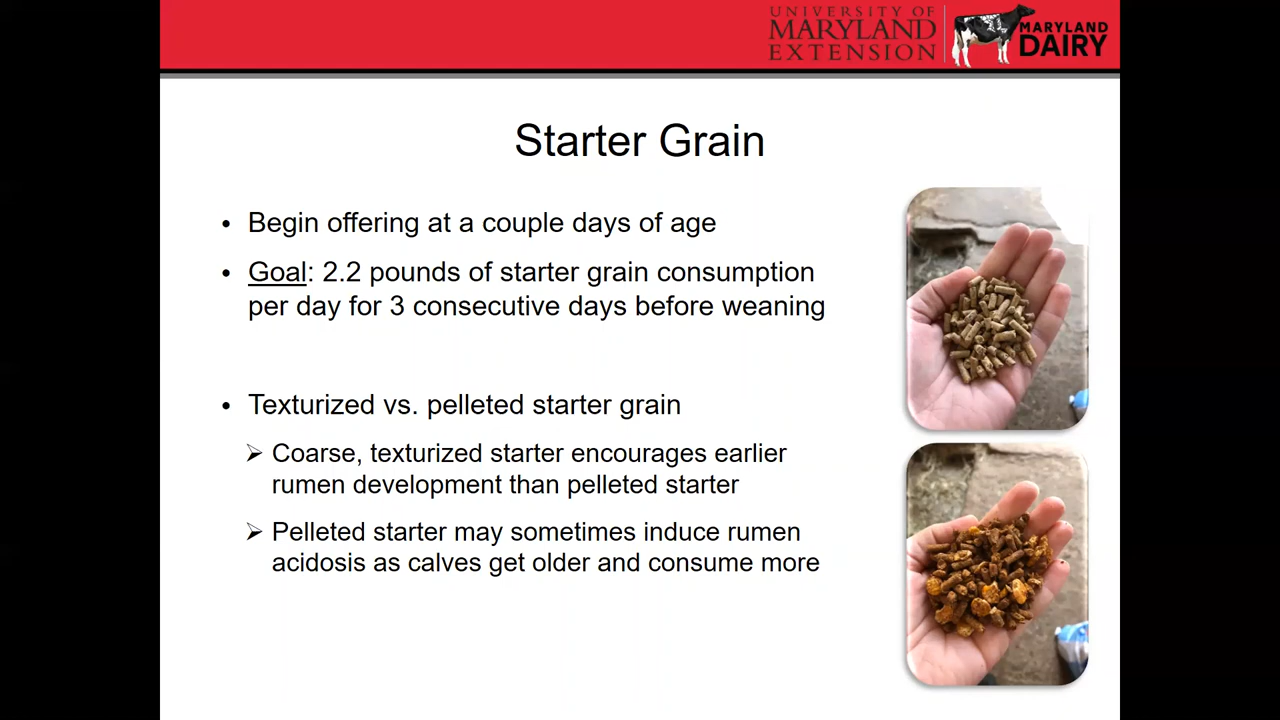 UNIVERSITY OF
MARYLAND
EXTENSION
MARYLAND
DAIRY
Starter Grain
• Begin offering at a couple days of age
• Goal: 2.2 pounds of starter grain consumption
per day for 3 consecutive days before weaning
• Texturized vs. pelleted starter grain
➢ Coarse, texturized starter encourages earlier
rumen development than pelleted starter
➢ Pelleted starter may sometimes induce rumen
acidosis as calves get older and consume more